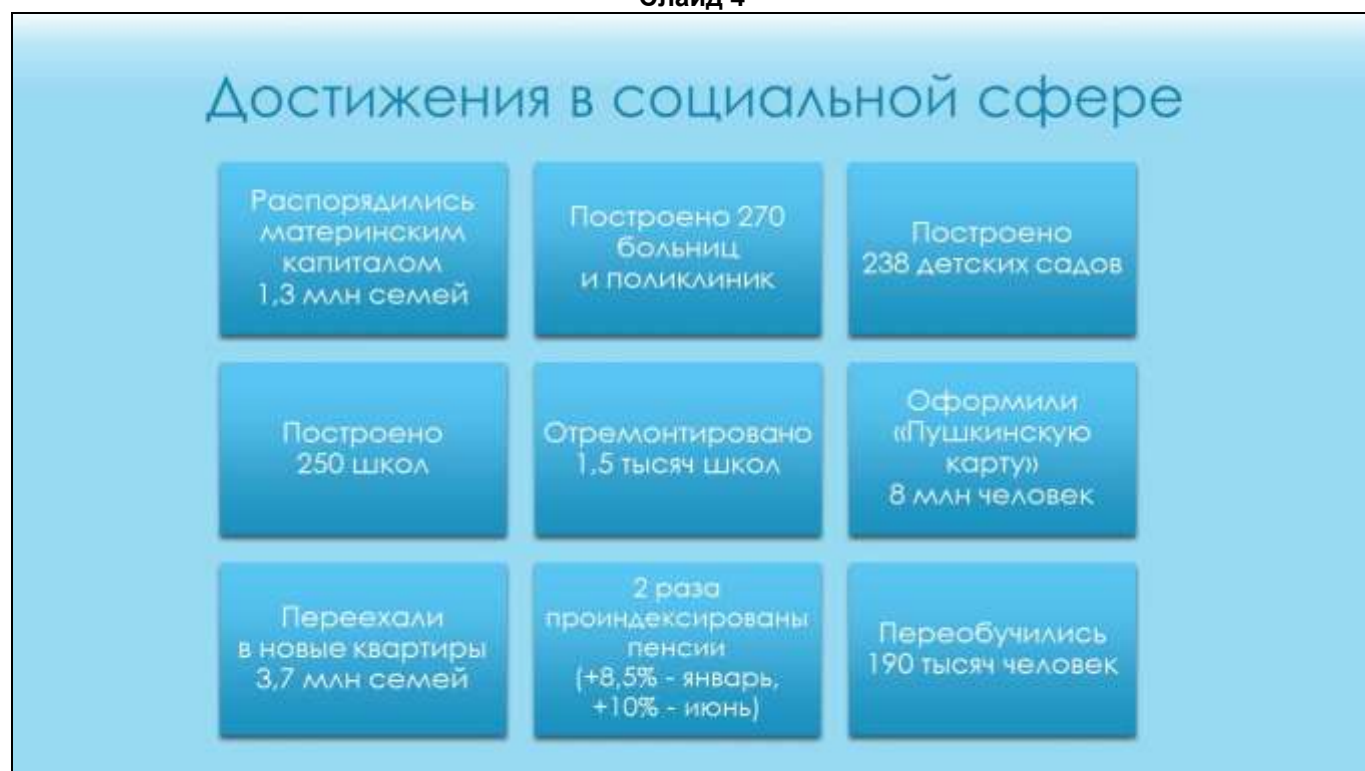 Слайд 4
Достижения в социальной сфере
Распорядились
материнским
капиталом
1,3 млн семей
Построено 270
больниц
и поликлиник
Построено
238 детских садов
Построено
250 школ
Отремонтировано
1,5 тысяч школ
Оформили
«Пушкинскую
карту»
8 млн человек
Переехали
в новые квартиры
3,7 млн семей
2 раза
проиндексированы
пенсии
(+8,5% - январь,
+10% - июнь)
Переобучились
190 тысяч человек